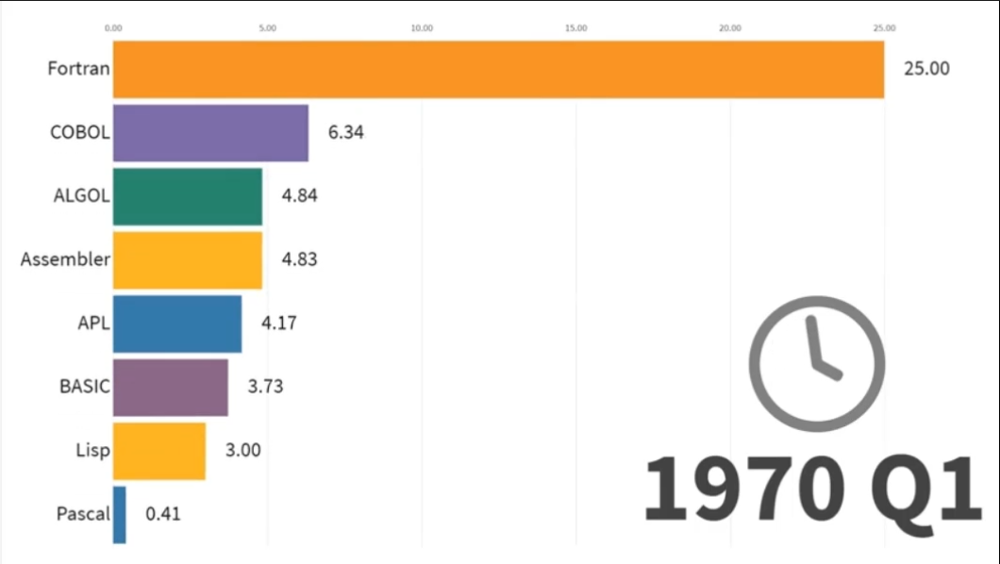 0.00 5.00 10.00 15.00 20.00 25.00
Fortran 25.00
COBOL 6.34
ALGOL 4.84
Assembler 4.83
APL 4.17
BASIC 3.73
Lisp 3.00
Pascal 0.41
1970 Q1